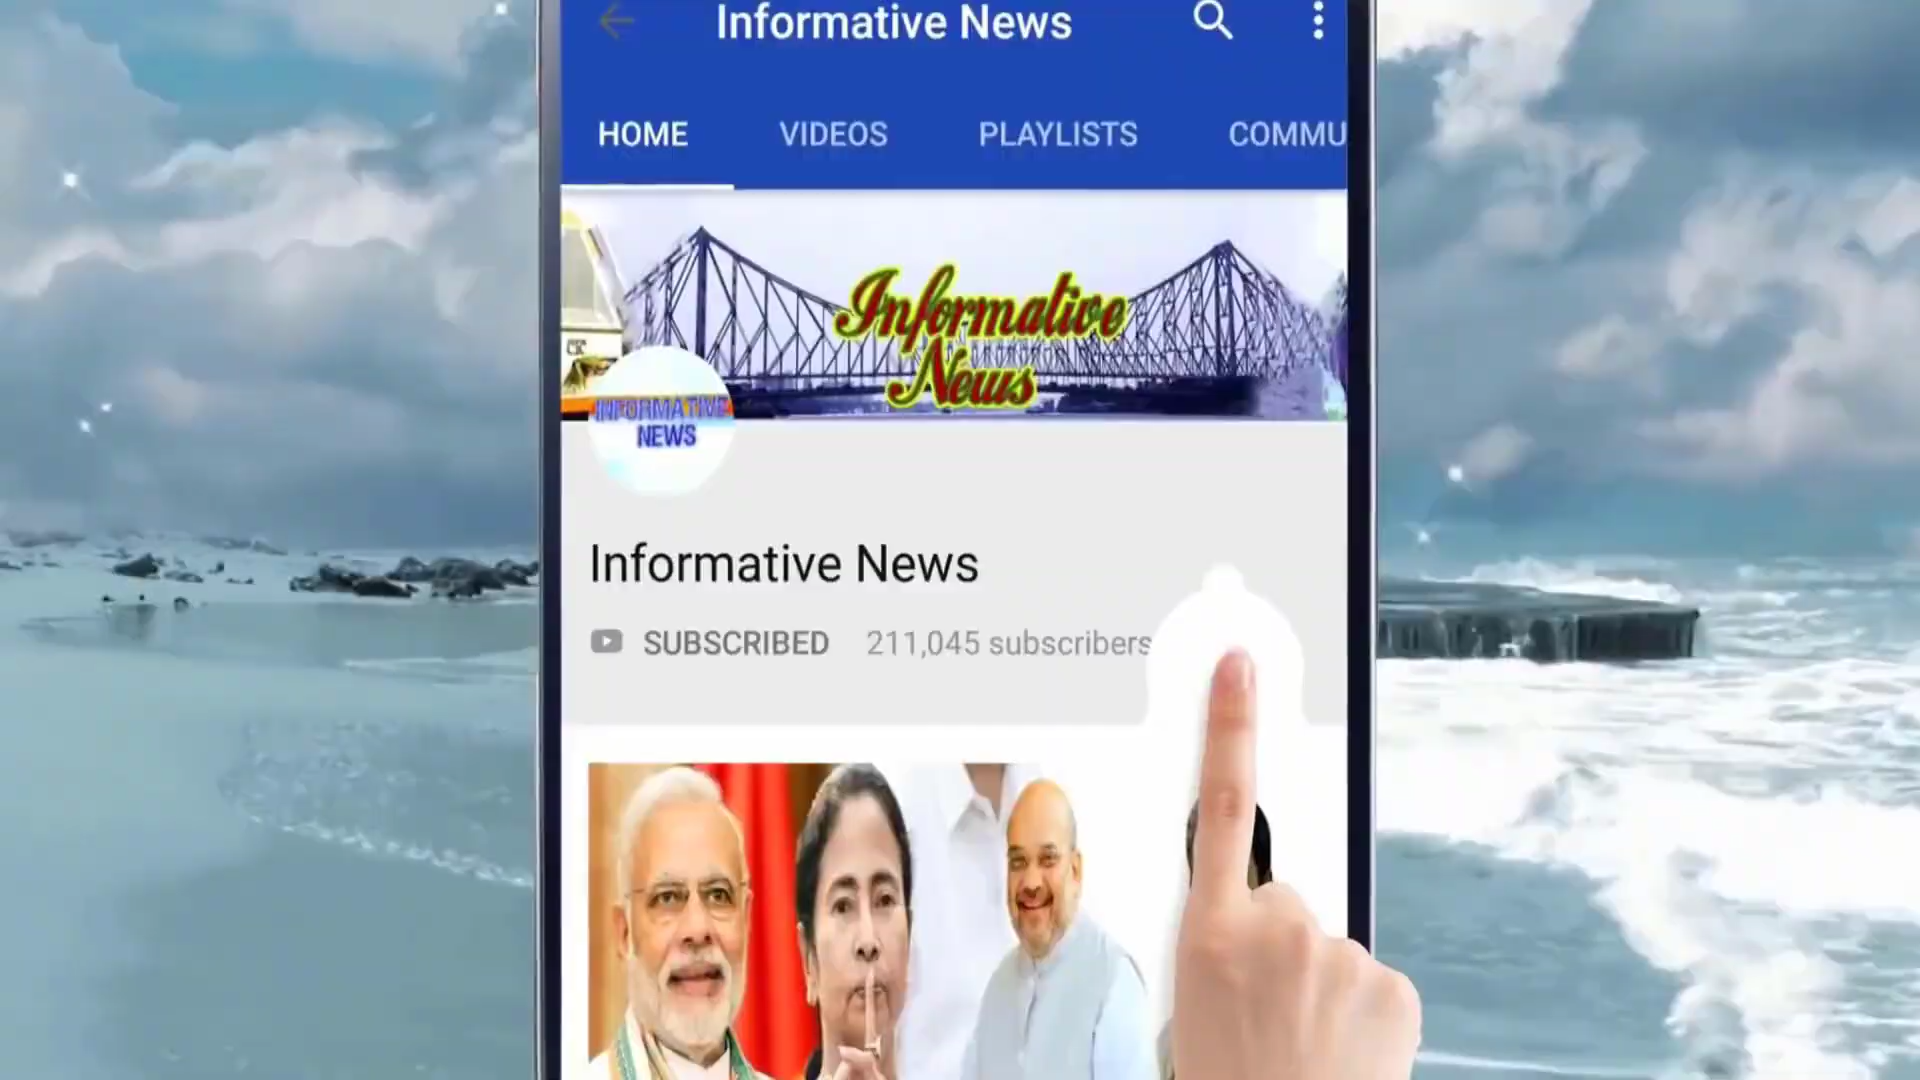 Informative News
HOME VIDEOS PLAYLISTS COMMU
Informative
News
INFORMATIVE
NEWS
Informative News
SUBSCRIBED 211,045 subscribers